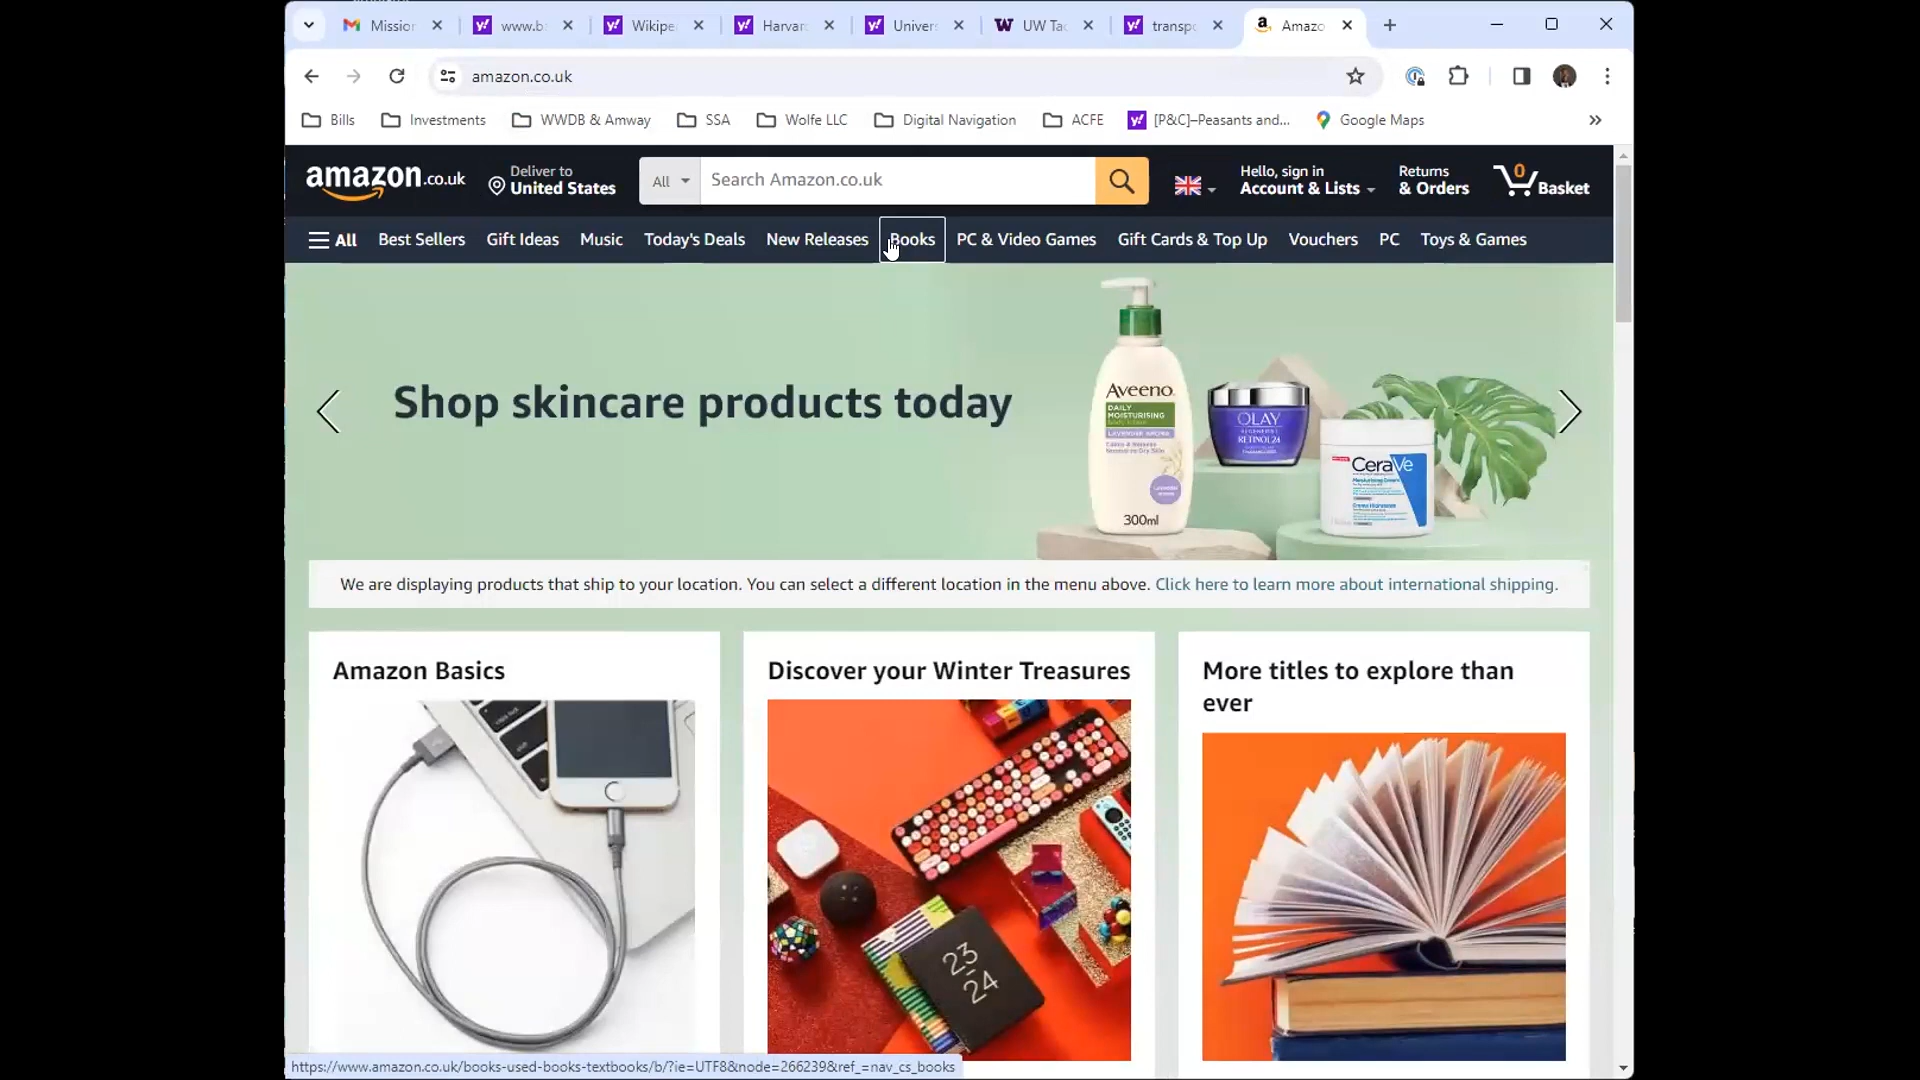 Mission
www.b
Wikipe
Harvar
Univer
UW Tac
transpo
Amazo
amazon.co.uk
Bills
Investments
WWDB & Amway
SSA
Wolfe LLC
Digital Navigation
ACFE
[P&C]–Peasants and...
Google Maps
amazon.co.uk
Deliver to
United States
All
Search Amazon.co.uk
Hello, sign in
Account & Lists
Returns
& Orders
0
Basket
All
Best Sellers
Gift Ideas
Music
Today's Deals
New Releases
Books
PC & Video Games
Gift Cards & Top Up
Vouchers
PC
Toys & Games
Shop skincare products today
Aveeno
DAILY
MOISTURISING
300ml
OLAY
RETINOL24
CeraVe
We are displaying products that ship to your location. You can select a different location in the menu above. Click here to learn more about international shipping.
Amazon Basics
Discover your Winter Treasures
More titles to explore than
ever
23
24
https://www.amazon.co.uk/books-used-books-textbooks/b/?ie=UTF8&node=266239&ref_=nav_cs_books